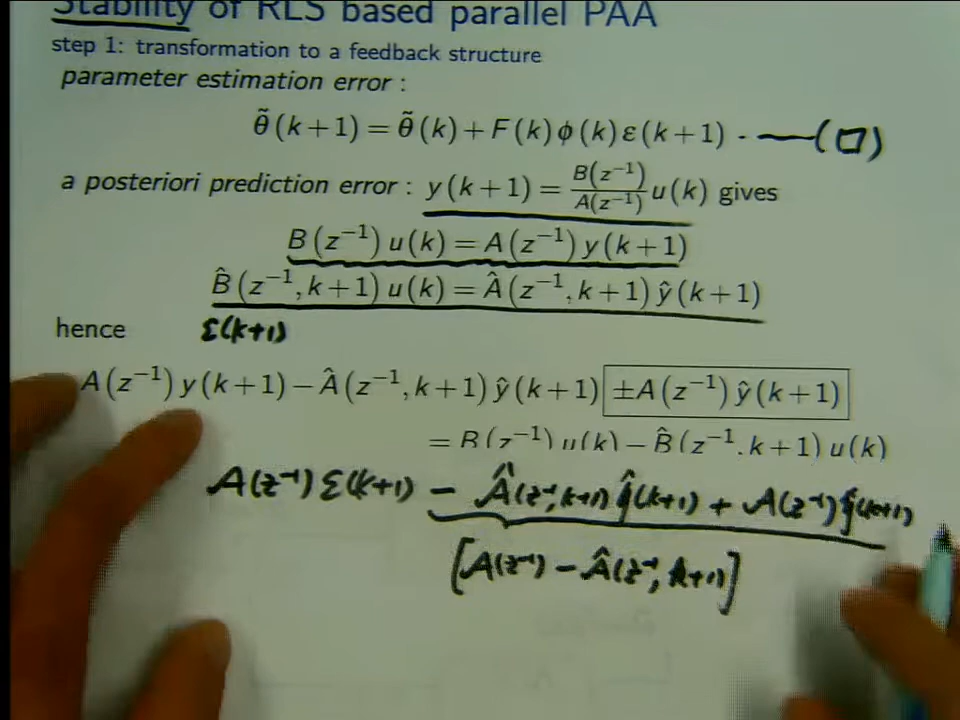 Stability of RLS based parallel PAA
step 1: transformation to a feedback structure
parameter estimation error :
θ̃(k+1) = θ̃(k) + F(k)ϕ(k)ε(k+1) · —(□)
a posteriori prediction error : y(k+1) = B(z⁻¹)/A(z⁻¹) u(k) gives
B(z⁻¹) u(k) = A(z⁻¹) y(k+1)
B̂(z⁻¹, k+1) u(k) = Â(z⁻¹, k+1) ŷ(k+1)
hence ε(k+1)
A(z⁻¹) y(k+1) − Â(z⁻¹, k+1) ŷ(k+1) ±A(z⁻¹) ŷ(k+1)
= B(z⁻¹) u(k) − B̂(z⁻¹, k+1) u(k)
A(z⁻¹) ε(k+1) − Â(z⁻¹, k+1) ŷ(k+1) + A(z⁻¹) ŷ(k+1)
[A(z⁻¹) − Â(z⁻¹, k+1)]